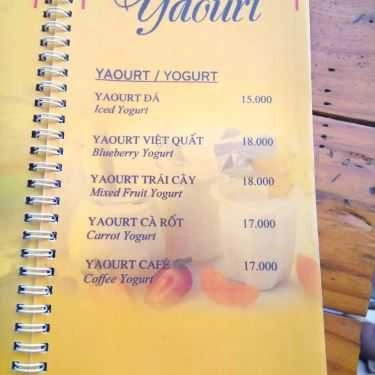 Yaourt
YAOURT / YOGURT
YAOURT ĐÁ 15.000
Iced Yogurt
YAOURT VIỆT QUẤT 18.000
Blueberry Yogurt
YAOURT TRÁI CÂY 18.000
Mixed Fruit Yogurt
YAOURT CÀ RỐT 17.000
Carrot Yogurt
YAOURT CAFÉ 17.000
Coffee Yogurt